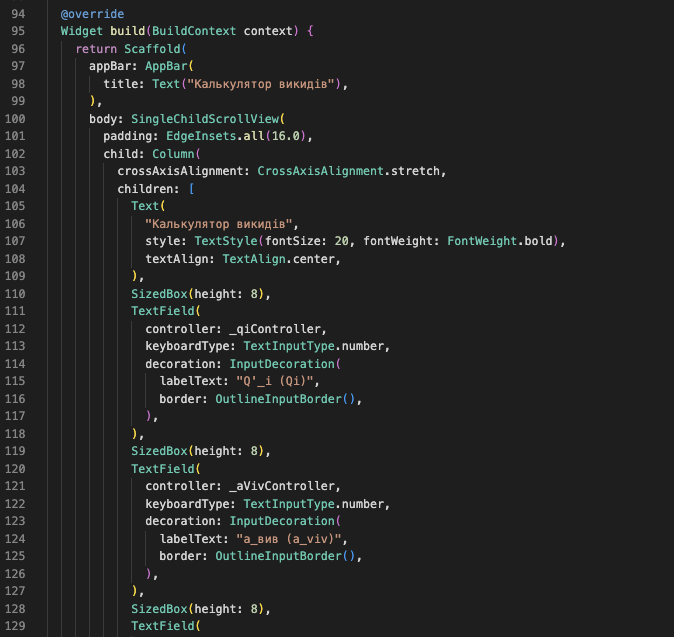 94 @override
95 Widget build(BuildContext context) {
96 return Scaffold(
97 appBar: AppBar(
98 title: Text("Калькулятор викидів"),
99 ),
100 body: SingleChildScrollView(
101 padding: EdgeInsets.all(16.0),
102 child: Column(
103 crossAxisAlignment: CrossAxisAlignment.stretch,
104 children: [
105 Text(
106 "Калькулятор викидів",
107 style: TextStyle(fontSize: 20, fontWeight: FontWeight.bold),
108 textAlign: TextAlign.center,
109 ),
110 SizedBox(height: 8),
111 TextField(
112 controller: _qiController,
113 keyboardType: TextInputType.number,
114 decoration: InputDecoration(
115 labelText: "Q'_i (Qi)",
116 border: OutlineInputBorder(),
117 ),
118 ),
119 SizedBox(height: 8),
120 TextField(
121 controller: _aVivController,
122 keyboardType: TextInputType.number,
123 decoration: InputDecoration(
124 labelText: "a_вив (a_viv)",
125 border: OutlineInputBorder(),
126 ),
127 ),
128 SizedBox(height: 8),
129 TextField(